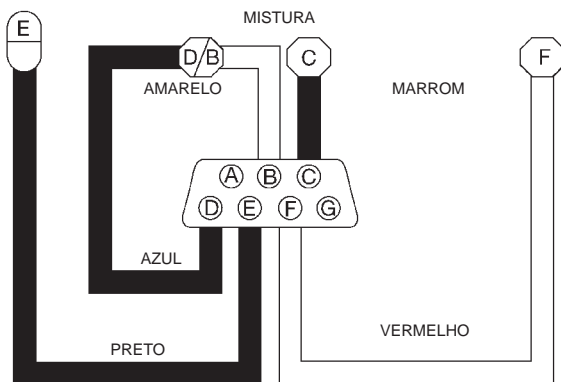 MISTURA
E
D/B
C
F
AMARELO
MARROM
A B C
D E F G
AZUL
VERMELHO
PRETO